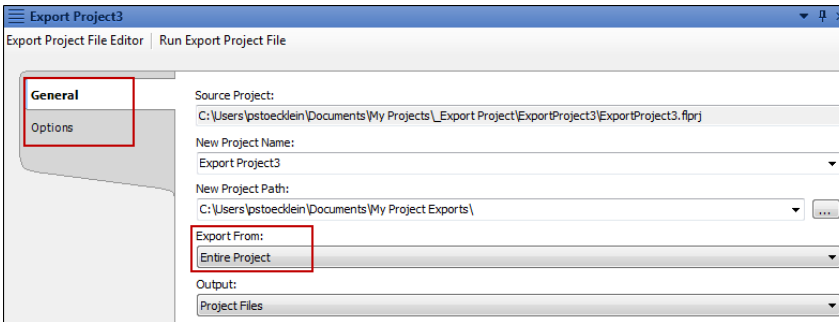 Export Project3
Export Project File Editor | Run Export Project File
General
Options
Source Project:
C:\Users\pstoecklein\Documents\My Projects\_Export Project\ExportProject3\ExportProject3.flprj
New Project Name:
Export Project3
New Project Path:
C:\Users\pstoecklein\Documents\My Project Exports\
...
Export From:
Entire Project
Output:
Project Files